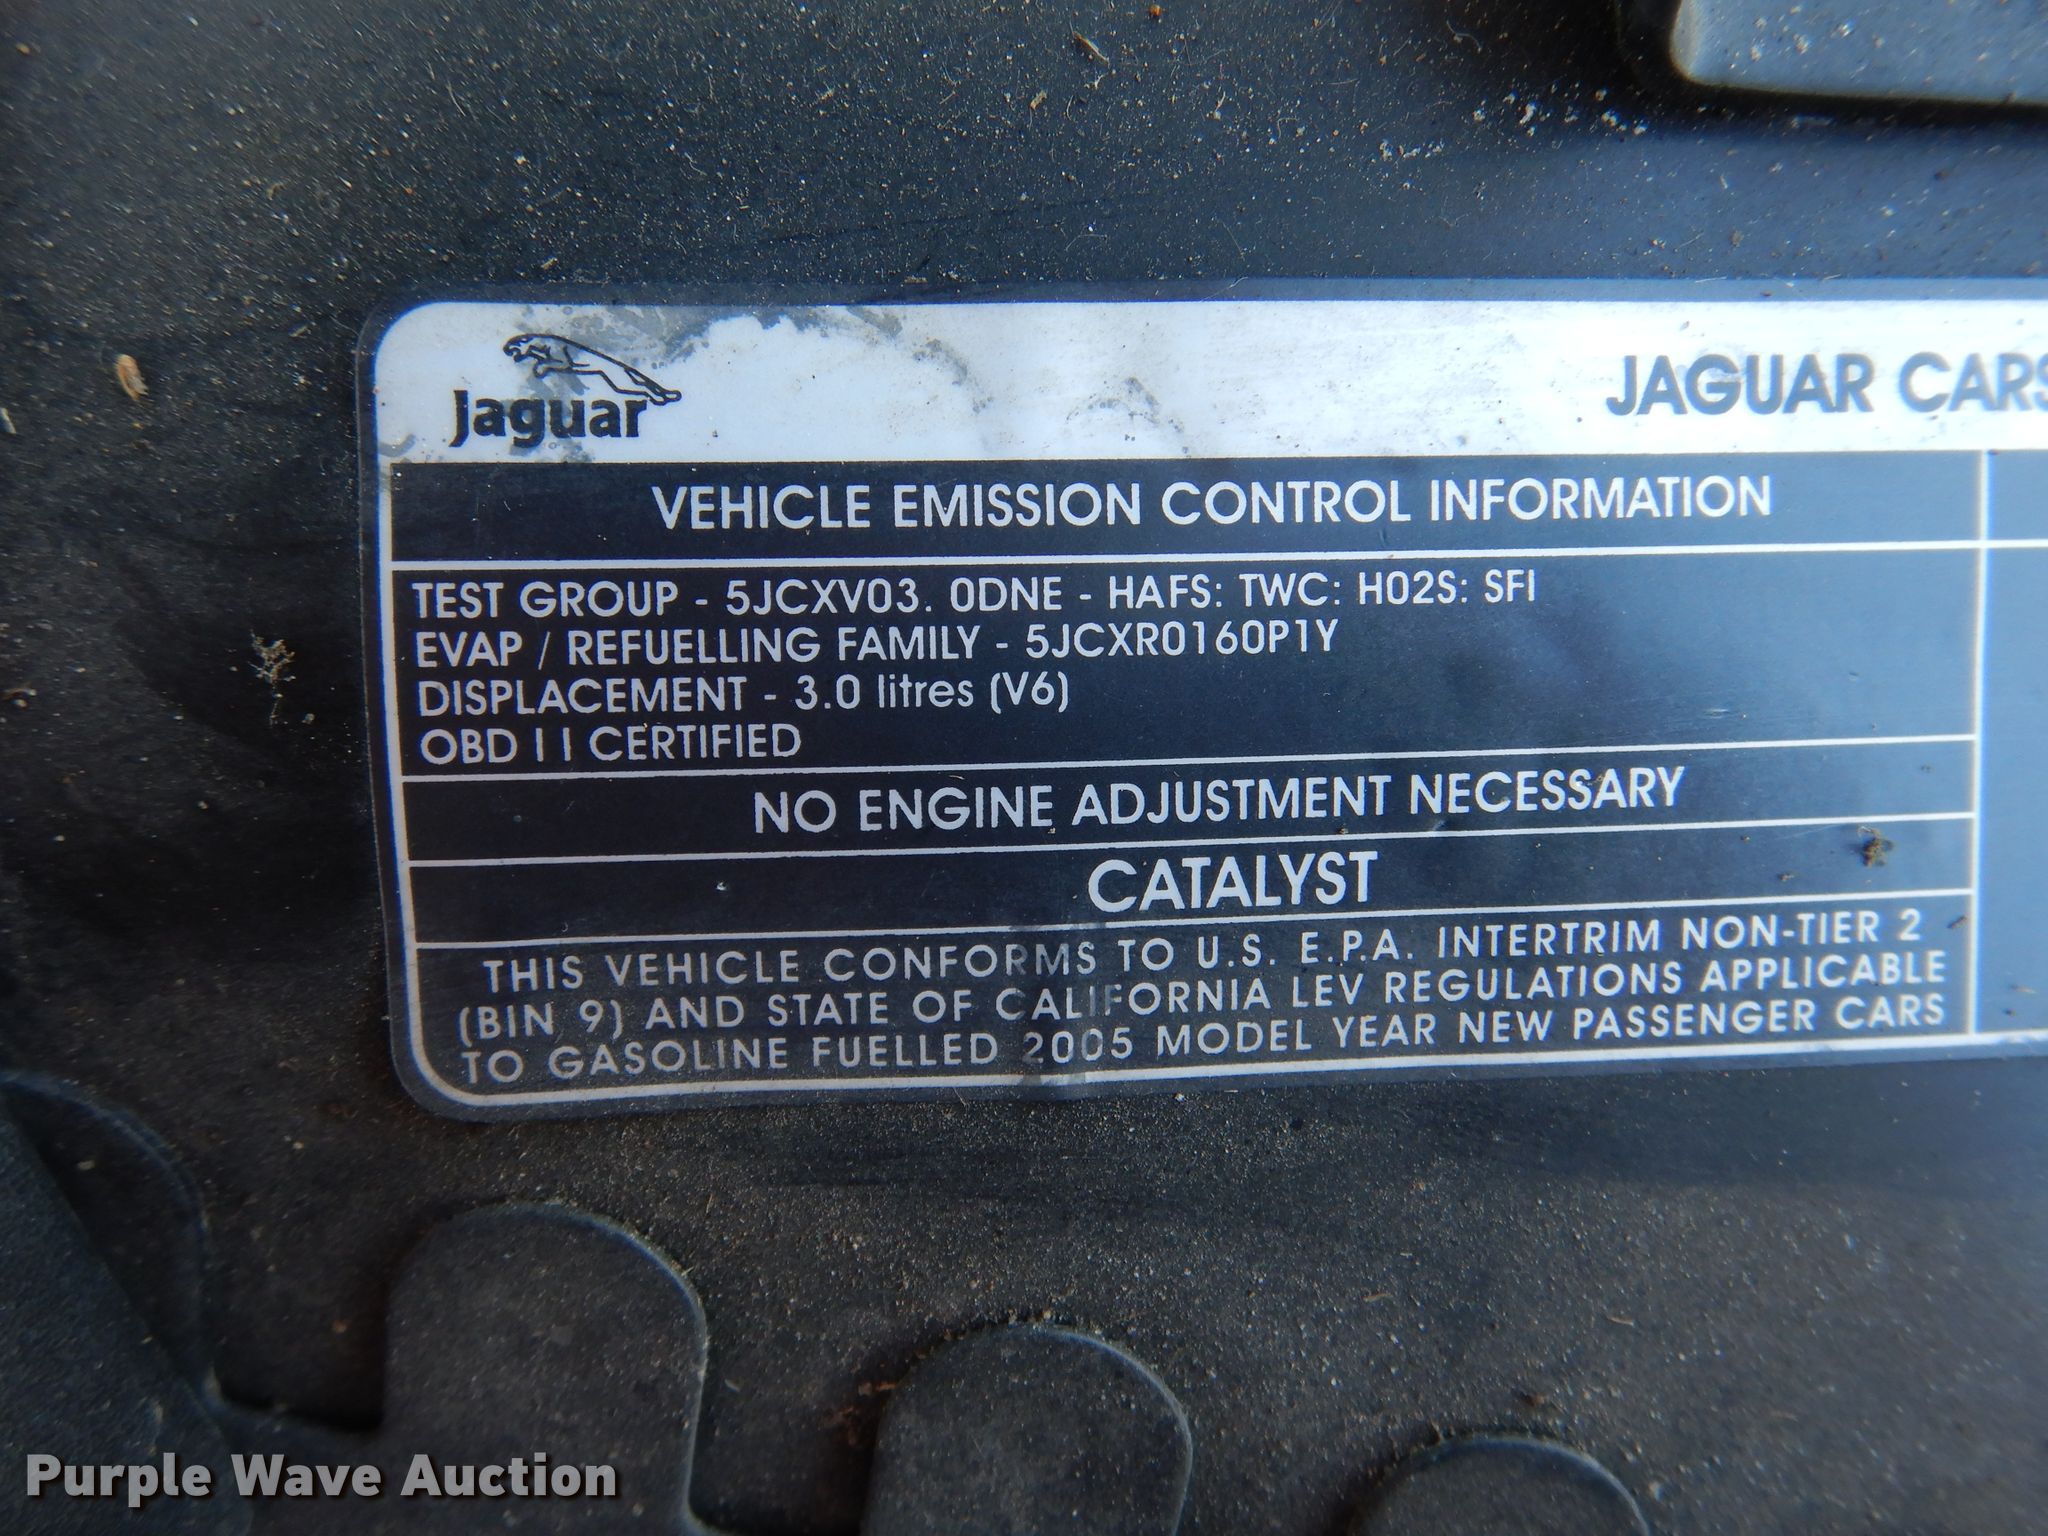 Jaguar
JAGUAR CARS
VEHICLE EMISSION CONTROL INFORMATION
TEST GROUP - 5JCXV03. 0DNE - HAFS: TWC: H02S: SFI
EVAP / REFUELLING FAMILY - 5JCXR0160P1Y
DISPLACEMENT - 3.0 litres (V6)
OBD I I CERTIFIED
NO ENGINE ADJUSTMENT NECESSARY
CATALYST
THIS VEHICLE CONFORMS TO U.S. E.P.A. INTERTRIM NON-TIER 2
(BIN 9) AND STATE OF CALIFORNIA LEV REGULATIONS APPLICABLE
TO GASOLINE FUELLED 2005 MODEL YEAR NEW PASSENGER CARS
Purple Wave Auction